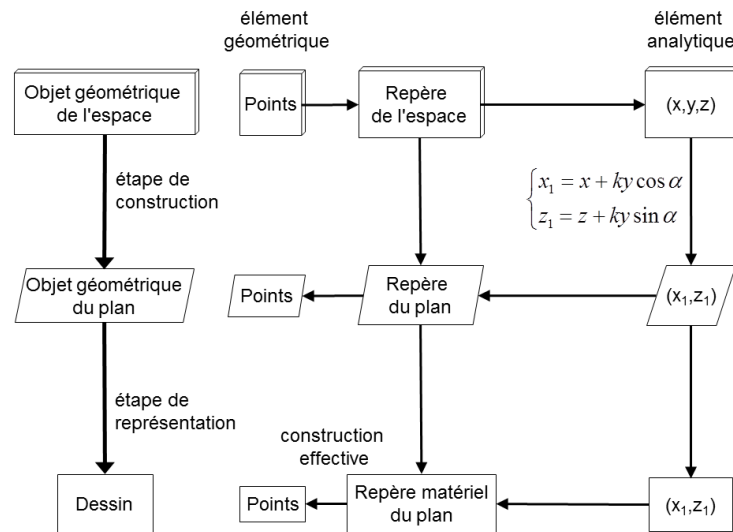 élément
géométrique
élément
analytique
Objet géométrique
de l'espace
Points
Repère
de l'espace
(x,y,z)
étape de
construction
x₁ = x + ky cos α
z₁ = z + ky sin α
Objet géométrique
du plan
Points
Repère
du plan
(x₁,z₁)
étape de
représentation
construction
effective
Dessin
Points
Repère matériel
du plan
(x₁,z₁)